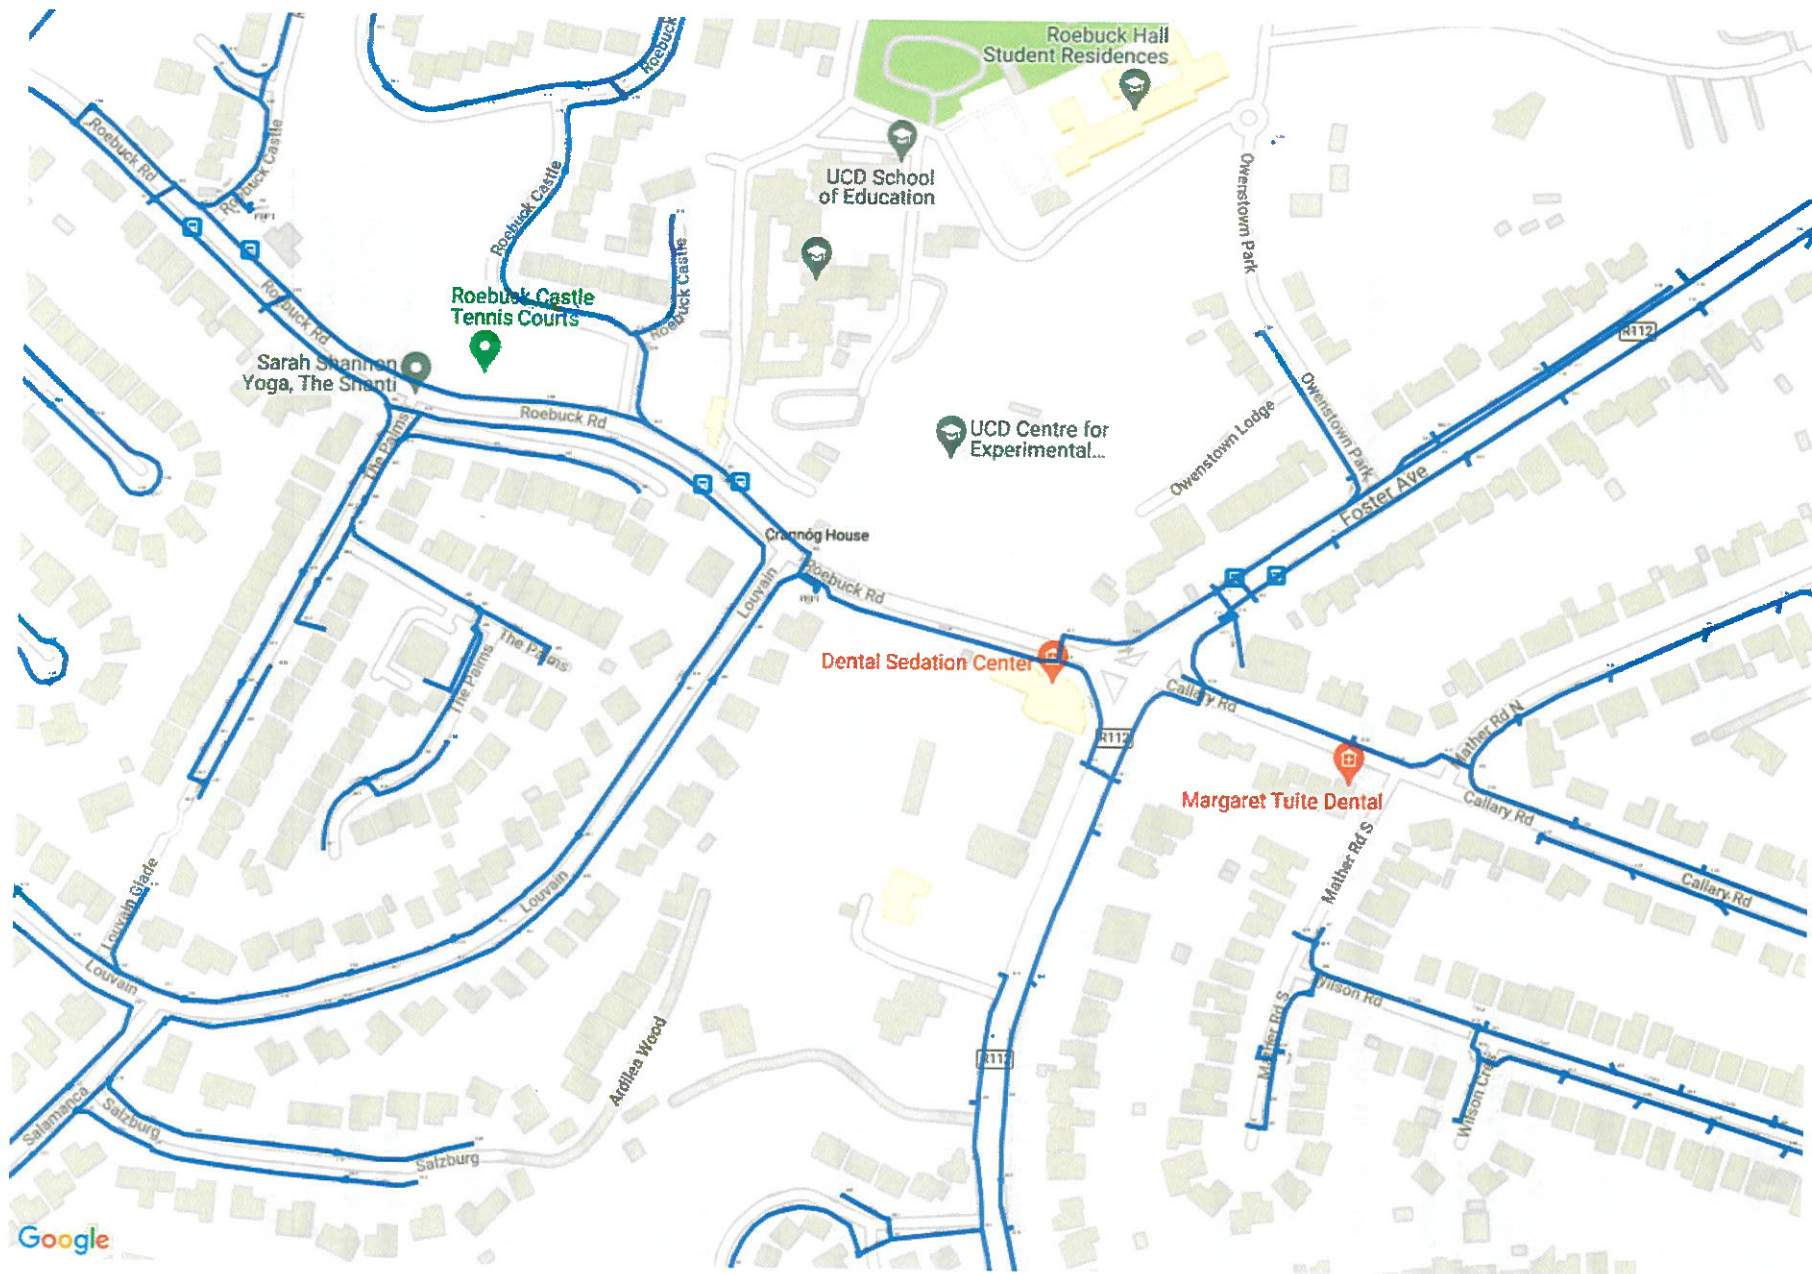 Roebuck
Roebuck Hall
Student Residences
Roebuck Rd
Roebuck Castle
Roebuck Castle
UCD School
of Education
Owenstown Park
Roebuck Castle
Roebuck Castle
Tennis Courts
Roebuck Rd
R112
Sarah Shannon
Yoga, The Shanti
Roebuck Rd
The Palms
UCD Centre for
Experimental...
Owenstown Park
Owenstown Lodge
Foster Ave
Crannóg House
Roebuck Rd
Louvain
The Palms
The Palms
Dental Sedation Center
Callary Rd
R112
Mather Rd N
Margaret Tuite Dental
Callary Rd
Mather Rd S
Callary Rd
Louvain Glade
Louvain
Louvain
Wilson Rd
Mather Rd S
Ardilea Wood
R112
Wilson Cres
Salamanca
Salzburg
Salzburg
Google